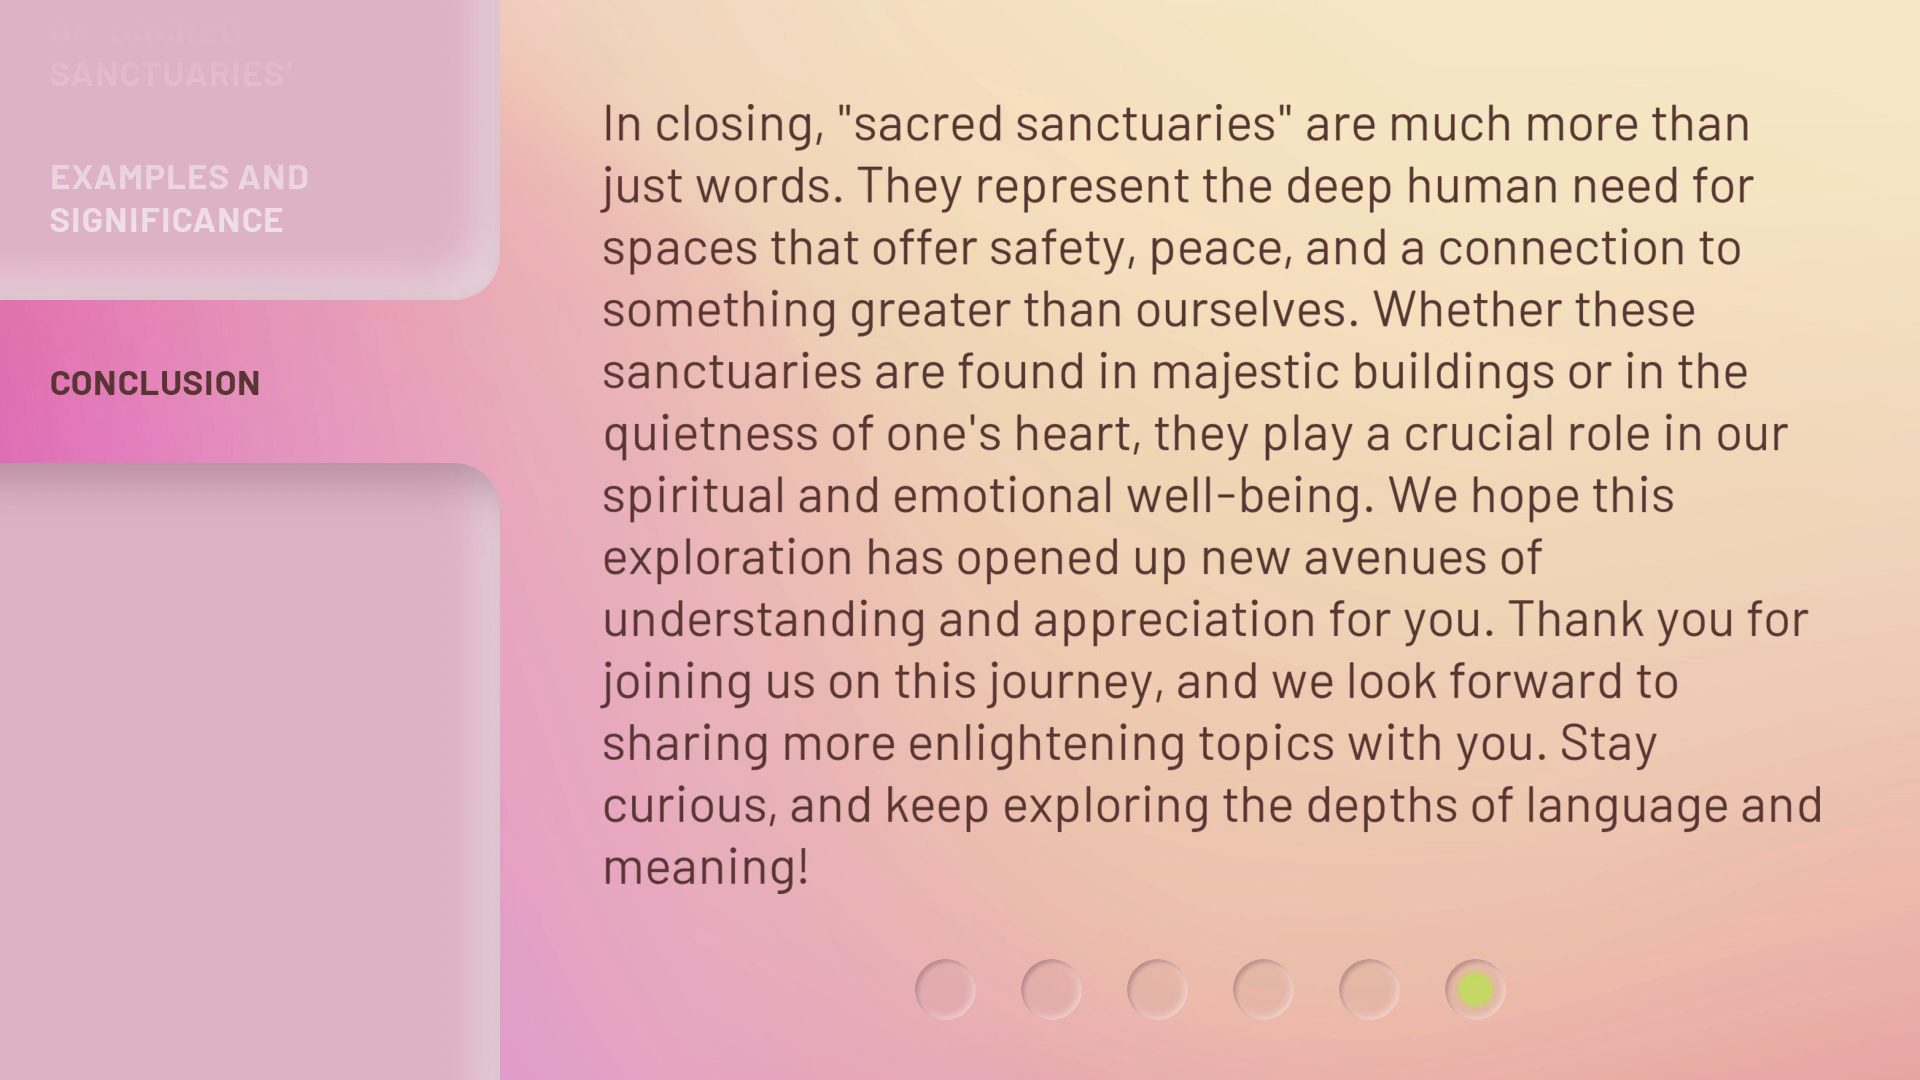 OF 'SACRED
SANCTUARIES'
EXAMPLES AND
SIGNIFICANCE
CONCLUSION
In closing, "sacred sanctuaries" are much more than
just words. They represent the deep human need for
spaces that offer safety, peace, and a connection to
something greater than ourselves. Whether these
sanctuaries are found in majestic buildings or in the
quietness of one's heart, they play a crucial role in our
spiritual and emotional well-being. We hope this
exploration has opened up new avenues of
understanding and appreciation for you. Thank you for
joining us on this journey, and we look forward to
sharing more enlightening topics with you. Stay
curious, and keep exploring the depths of language and
meaning!